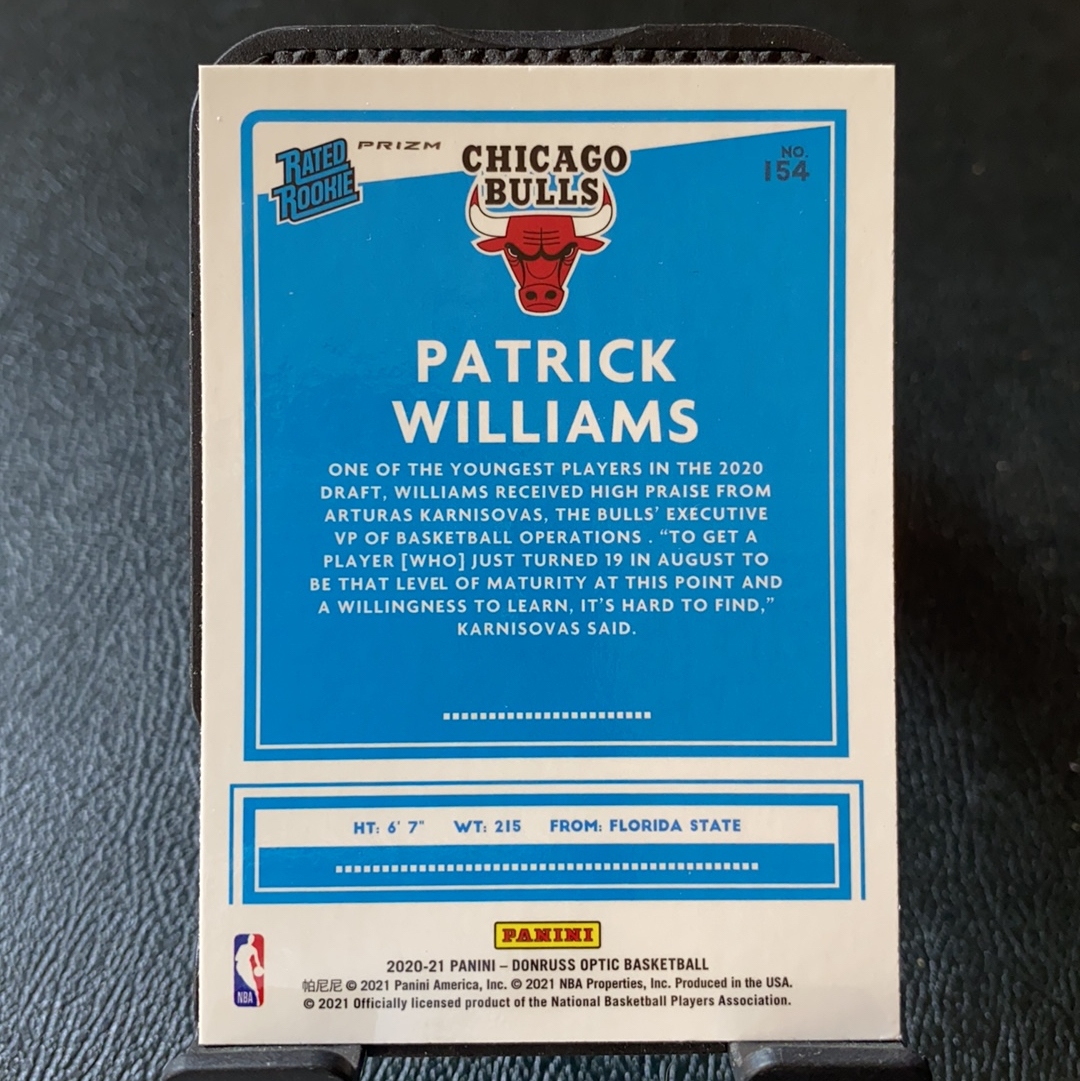 RATED
ROOKIE
PRIZM
CHICAGO
BULLS
NO.
154
PATRICK
WILLIAMS
ONE OF THE YOUNGEST PLAYERS IN THE 2020
DRAFT, WILLIAMS RECEIVED HIGH PRAISE FROM
ARTURAS KARNISOVAS, THE BULLS' EXECUTIVE
VP OF BASKETBALL OPERATIONS . “TO GET A
PLAYER [WHO] JUST TURNED 19 IN AUGUST TO
BE THAT LEVEL OF MATURITY AT THIS POINT AND
A WILLINGNESS TO LEARN, IT'S HARD TO FIND,”
KARNISOVAS SAID.
HT: 6' 7" WT: 215 FROM: FLORIDA STATE
PANINI
NBA
2020-21 PANINI – DONRUSS OPTIC BASKETBALL
帕尼尼 © 2021 Panini America, Inc. © 2021 NBA Properties, Inc. Produced in the USA.
© 2021 Officially licensed product of the National Basketball Players Association.